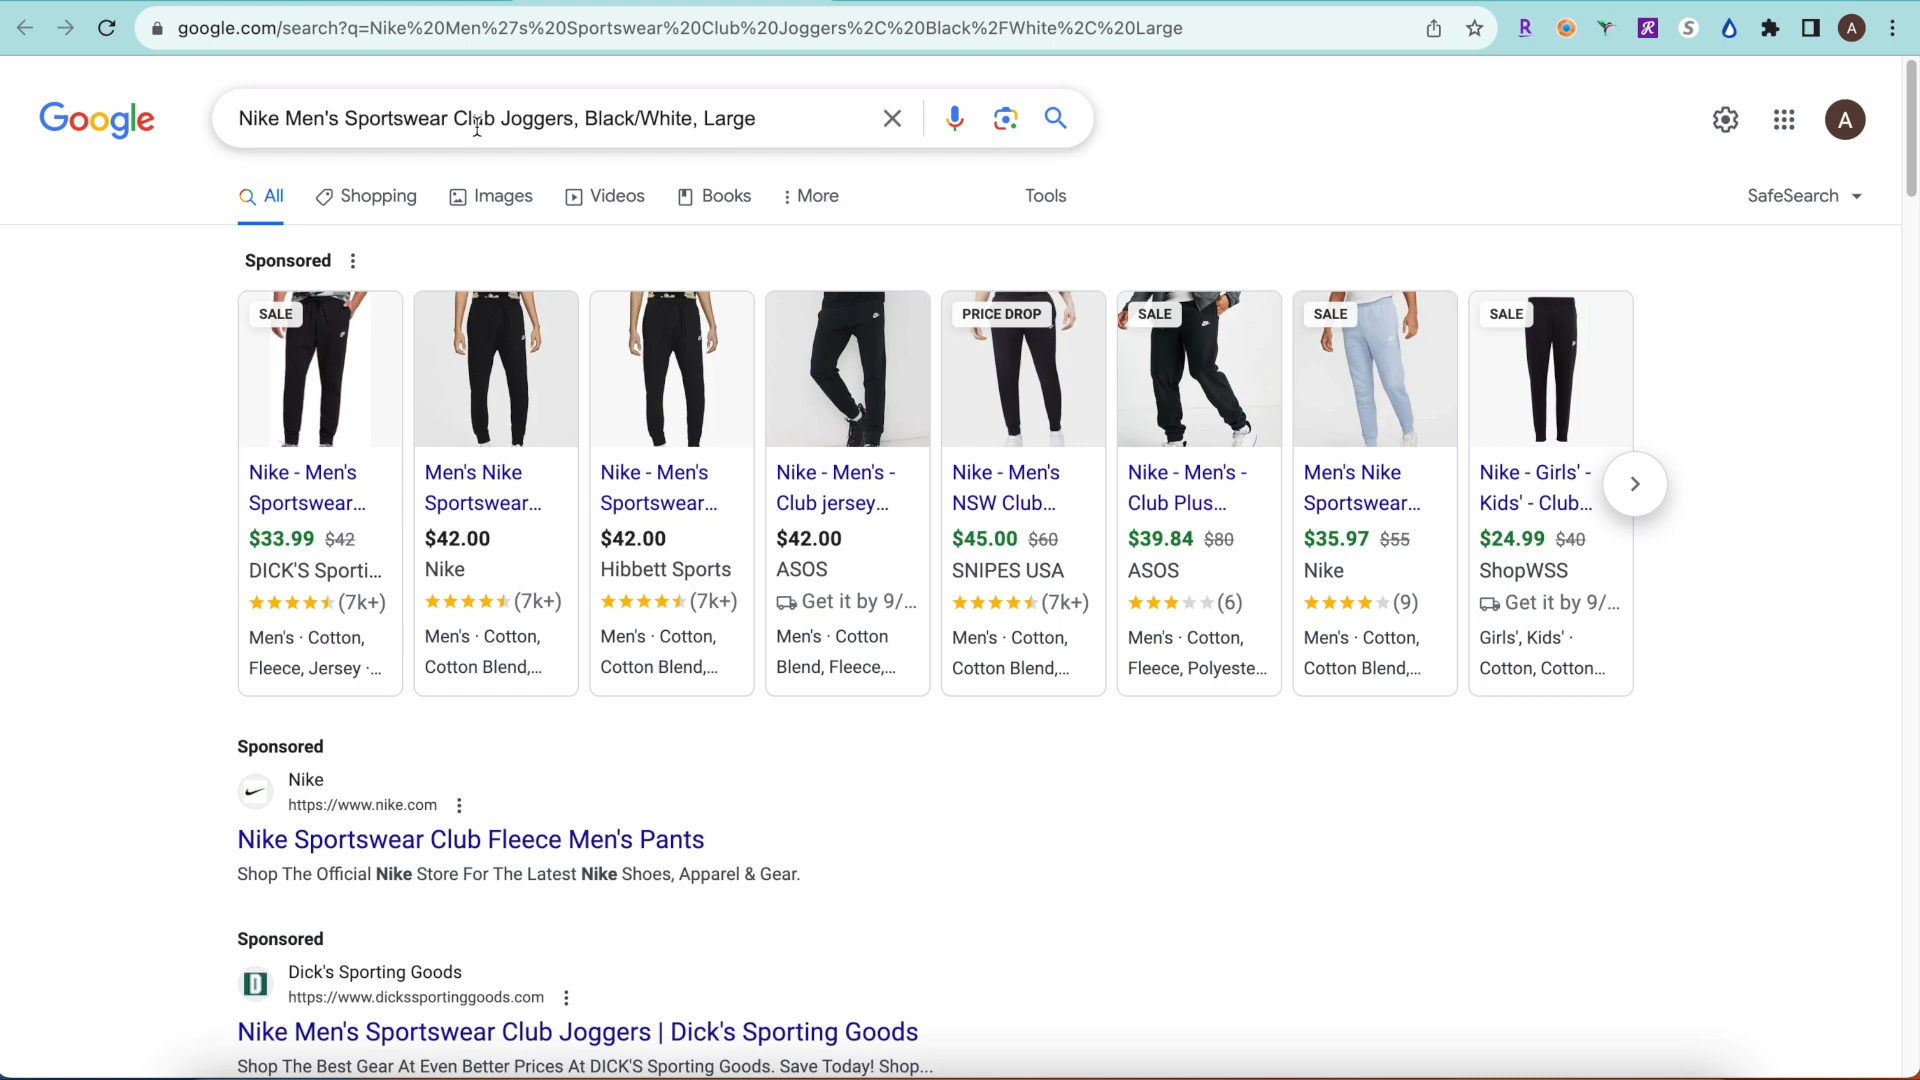 google.com/search?q=Nike%20Men%27s%20Sportswear%20Club%20Joggers%2C%20Black%2FWhite%2C%20Large
R
R
S
A
Google
Nike Men's Sportswear Club Joggers, Black/White, Large
A
All
Shopping
Images
Videos
Books
More
Tools
SafeSearch
Sponsored
SALE
Nike - Men's
Sportswear...
$33.99 $42
DICK'S Sporti...
(7k+)
Men's · Cotton,
Fleece, Jersey ·...
Men's Nike
Sportswear...
$42.00
Nike
(7k+)
Men's · Cotton,
Cotton Blend,...
Nike - Men's
Sportswear...
$42.00
Hibbett Sports
(7k+)
Men's · Cotton,
Cotton Blend,...
Nike - Men's -
Club jersey...
$42.00
ASOS
Get it by 9/...
Men's · Cotton
Blend, Fleece,...
PRICE DROP
Nike - Men's
NSW Club...
$45.00 $60
SNIPES USA
(7k+)
Men's · Cotton,
Cotton Blend,...
SALE
Nike - Men's -
Club Plus...
$39.84 $80
ASOS
(6)
Men's · Cotton,
Fleece, Polyeste...
SALE
Men's Nike
Sportswear...
$35.97 $55
Nike
(9)
Men's · Cotton,
Cotton Blend,...
SALE
Nike - Girls' -
Kids' - Club...
$24.99 $40
ShopWSS
Get it by 9/...
Girls', Kids' ·
Cotton, Cotton...
Sponsored
Nike
https://www.nike.com
Nike Sportswear Club Fleece Men's Pants
Shop The Official Nike Store For The Latest Nike Shoes, Apparel & Gear.
Sponsored
D
Dick's Sporting Goods
https://www.dickssportinggoods.com
Nike Men's Sportswear Club Joggers | Dick's Sporting Goods
Shop The Best Gear At Even Better Prices At DICK'S Sporting Goods. Save Today! Shop...